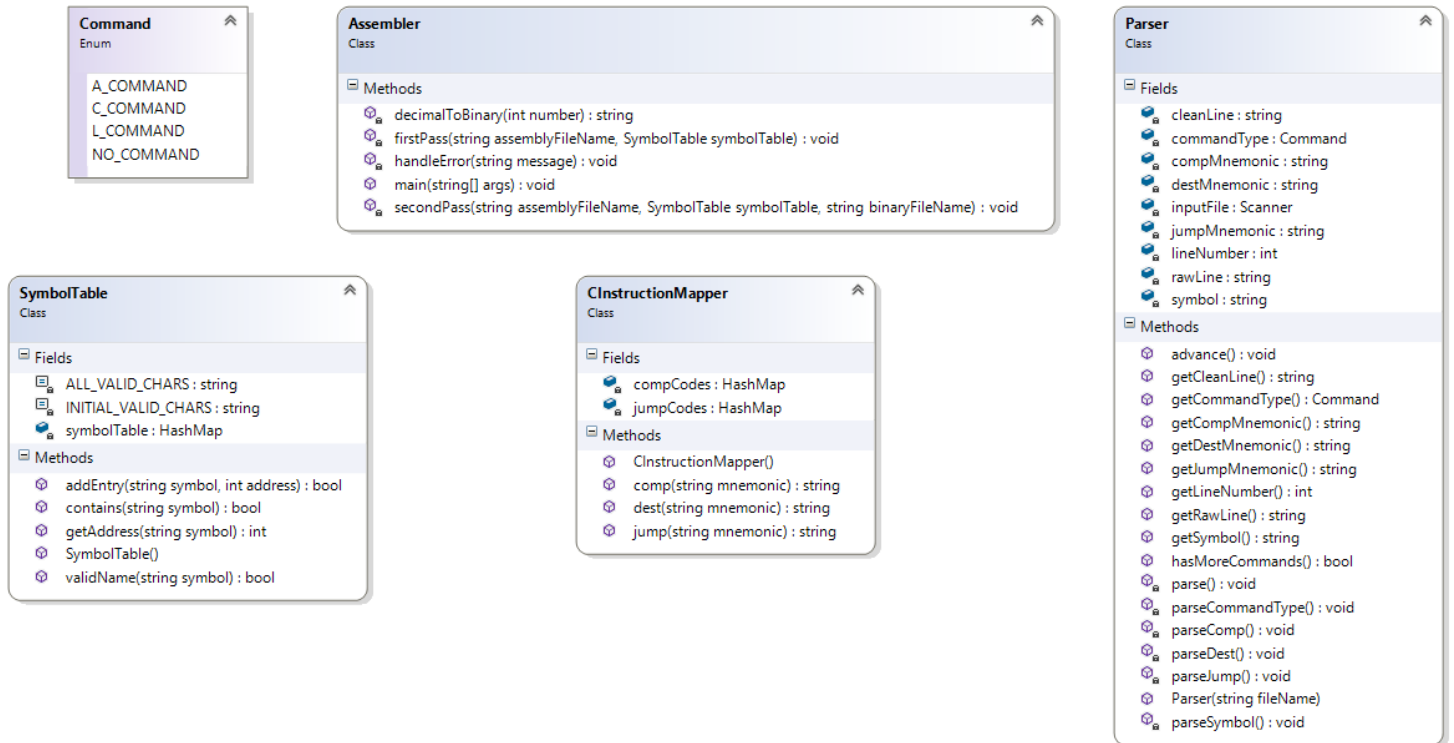 Command
Enum
A_COMMAND
C_COMMAND
L_COMMAND
NO_COMMAND
Assembler
Class
Methods
decimalToBinary(int number) : string
firstPass(string assemblyFileName, SymbolTable symbolTable) : void
handleError(string message) : void
main(string[] args) : void
secondPass(string assemblyFileName, SymbolTable symbolTable, string binaryFileName) : void
Parser
Class
Fields
cleanLine : string
commandType : Command
compMnemonic : string
destMnemonic : string
inputFile : Scanner
jumpMnemonic : string
lineNumber : int
rawLine : string
symbol : string
Methods
advance() : void
getCleanLine() : string
getCommandType() : Command
getCompMnemonic() : string
getDestMnemonic() : string
getJumpMnemonic() : string
getLineNumber() : int
getRawLine() : string
getSymbol() : string
hasMoreCommands() : bool
parse() : void
parseCommandType() : void
parseComp() : void
parseDest() : void
parseJump() : void
Parser(string fileName)
parseSymbol() : void
SymbolTable
Class
Fields
ALL_VALID_CHARS : string
INITIAL_VALID_CHARS : string
symbolTable : HashMap
Methods
addEntry(string symbol, int address) : bool
contains(string symbol) : bool
getAddress(string symbol) : int
SymbolTable()
validName(string symbol) : bool
CInstructionMapper
Class
Fields
compCodes : HashMap
jumpCodes : HashMap
Methods
CInstructionMapper()
comp(string mnemonic) : string
dest(string mnemonic) : string
jump(string mnemonic) : string